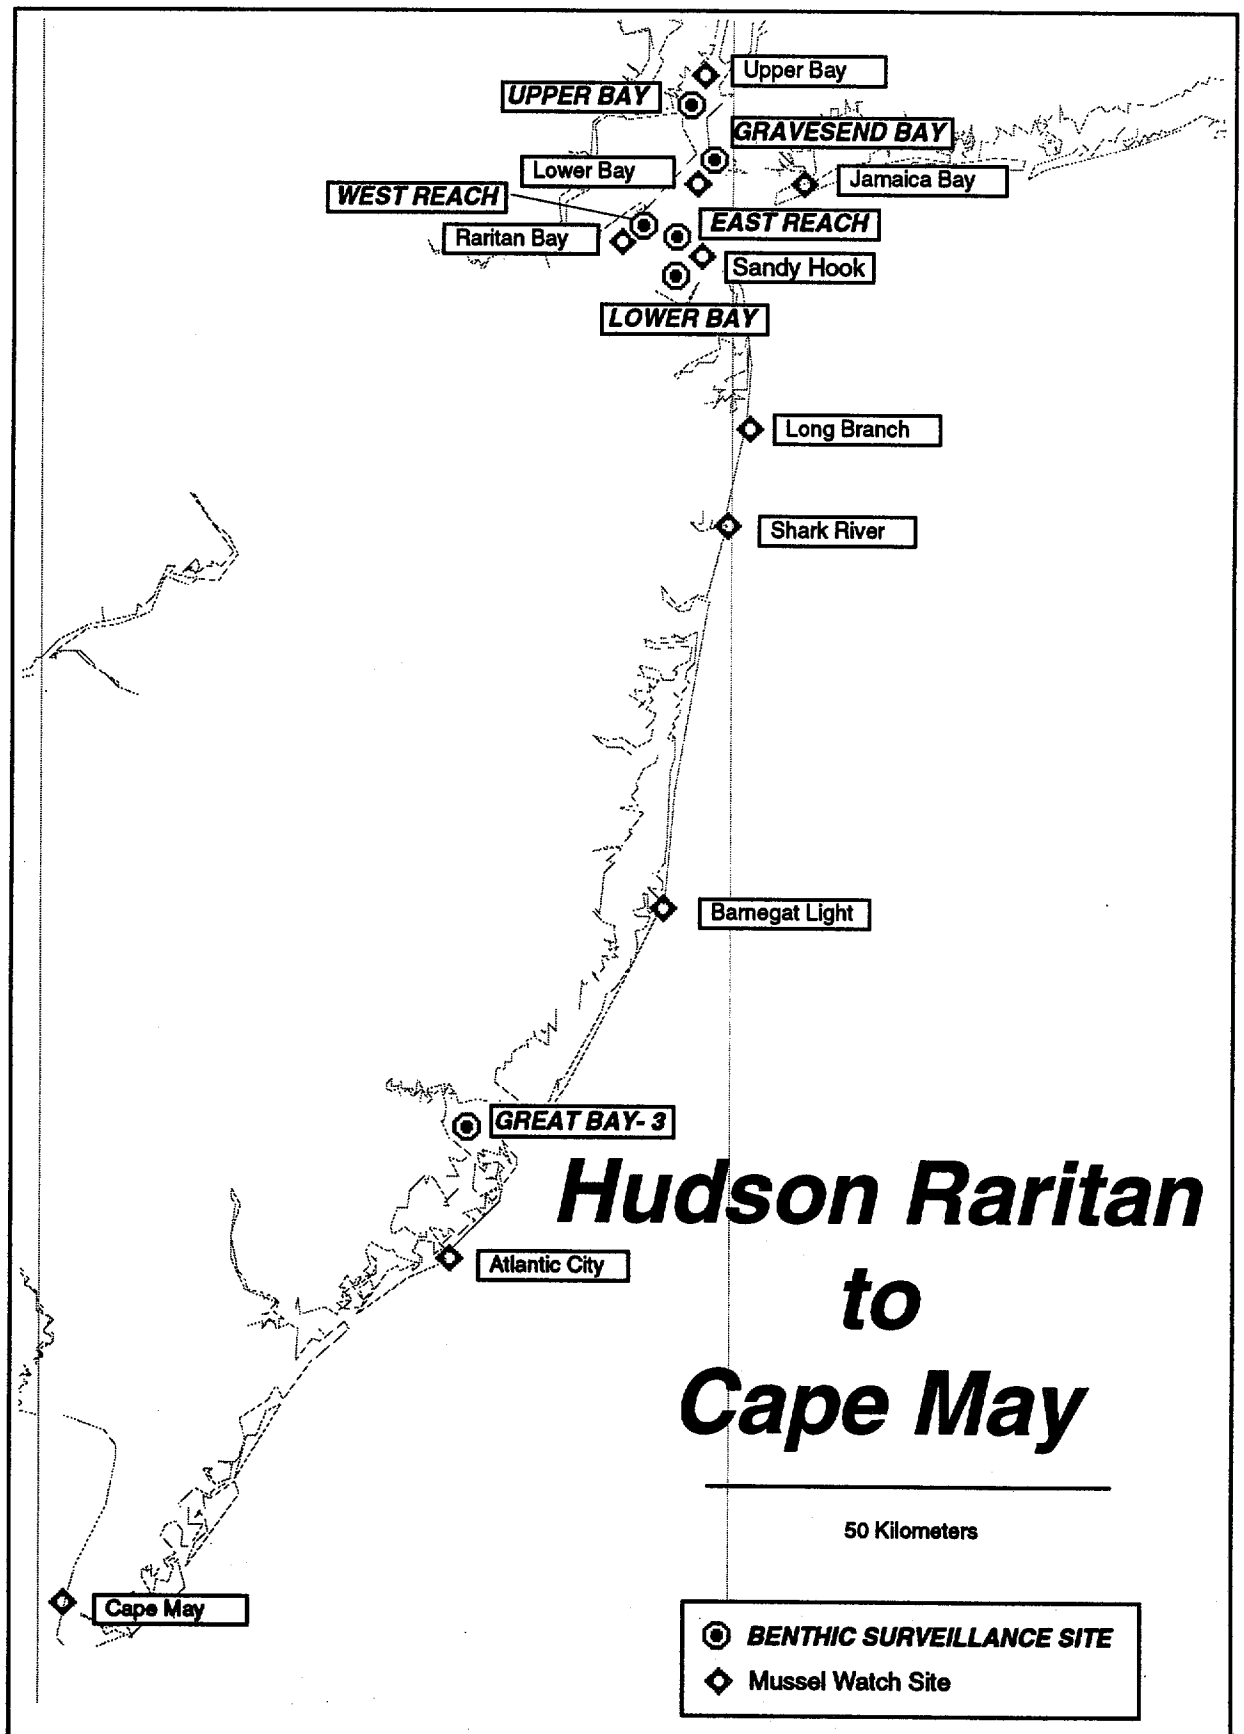 Upper Bay
UPPER BAY
GRAVESEND BAY
Lower Bay
Jamaica Bay
WEST REACH
EAST REACH
Raritan Bay
Sandy Hook
LOWER BAY
Long Branch
Shark River
Barnegat Light
GREAT BAY- 3
Hudson Raritan
to
Cape May
Atlantic City
50 Kilometers
Cape May
BENTHIC SURVEILLANCE SITE
Mussel Watch Site